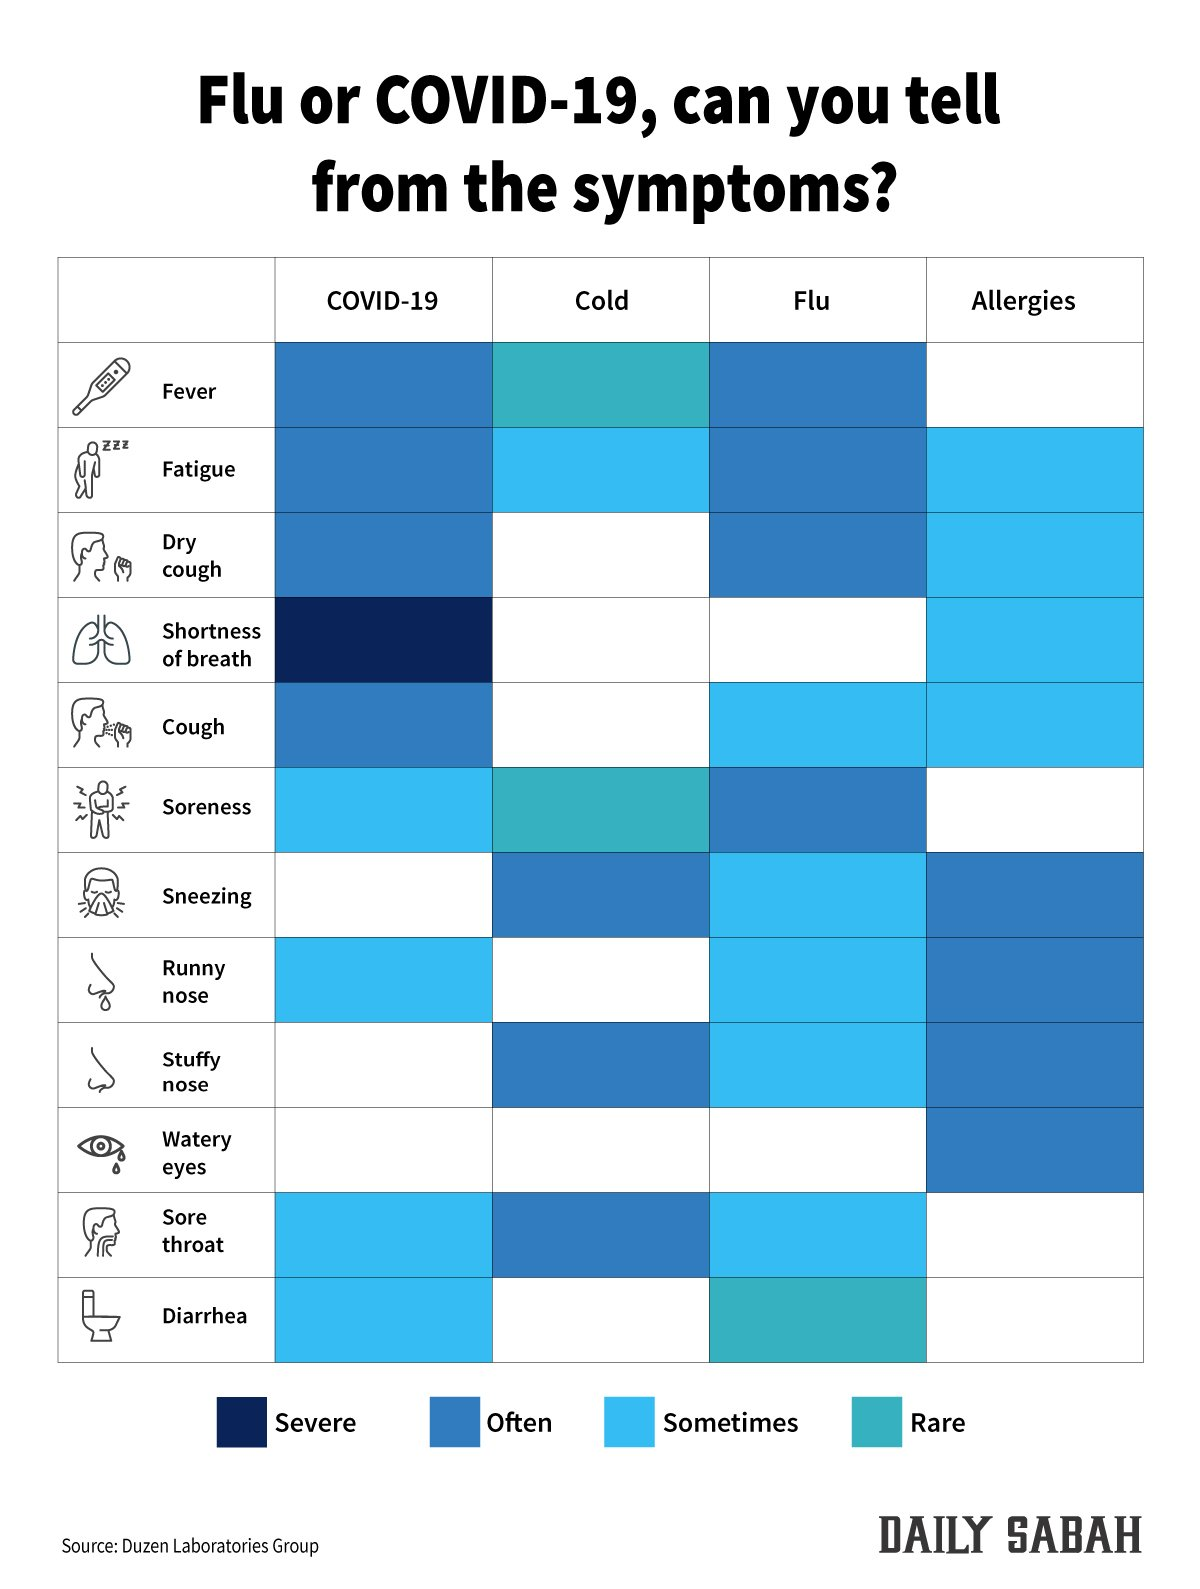 Flu or COVID-19, can you tell
from the symptoms?
COVID-19 Cold Flu Allergies
Fever
zzz
Fatigue
Dry
cough
Shortness
of breath
Cough
Soreness
Sneezing
Runny
nose
Stuffy
nose
Watery
eyes
Sore
throat
Diarrhea
Severe Often Sometimes Rare
Source: Duzen Laboratories Group
DAILY SABAH